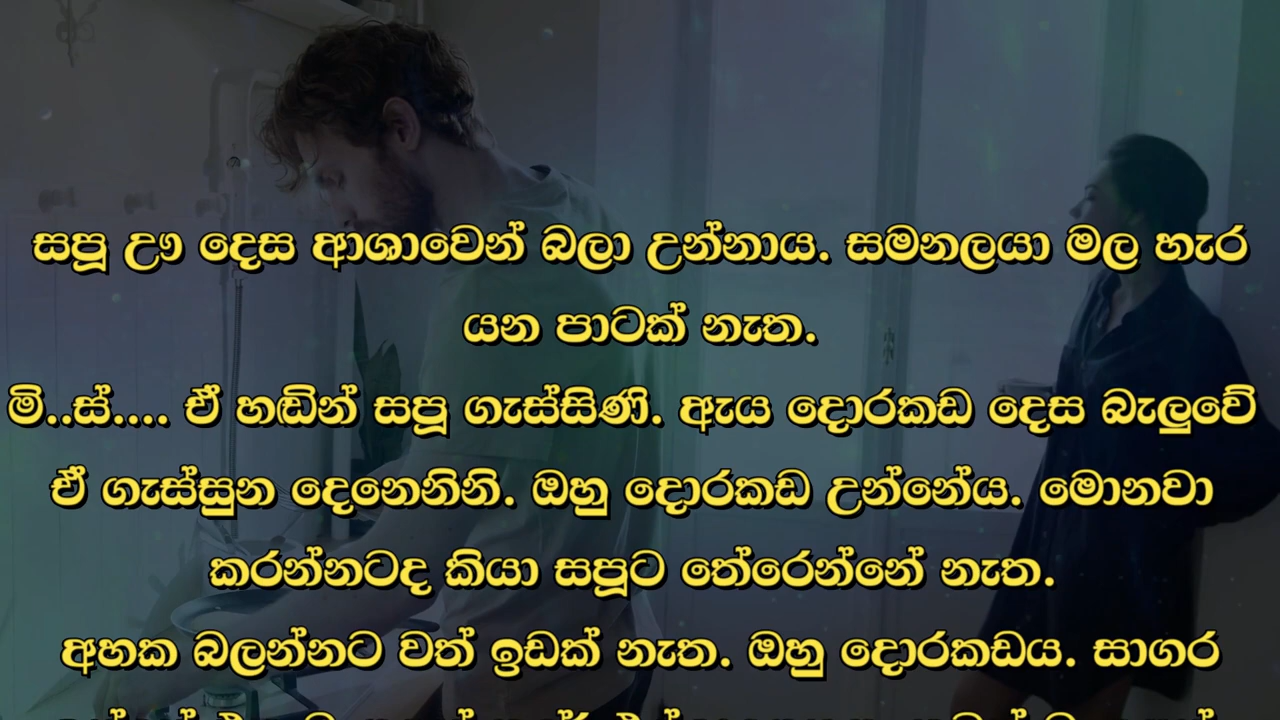 සපූ ඌ දෙස ආශාවෙන් බලා උන්නාය. සමනලයා මල හැර
යන පාටක් නැත.
මි..ස්.... ඒ හඬින් සපූ ගැස්සිණි. ඇය දොරකඩ දෙස බැලුවේ
ඒ ගැස්සුන දෙනෙනිනි. ඔහු දොරකඩ උන්නේය. මොනවා
කරන්නටද කියා සපූට තේරෙන්නේ නැත.
අහක බලන්නට වත් ඉඩක් නැත. ඔහු දොරකඩය. සාගර